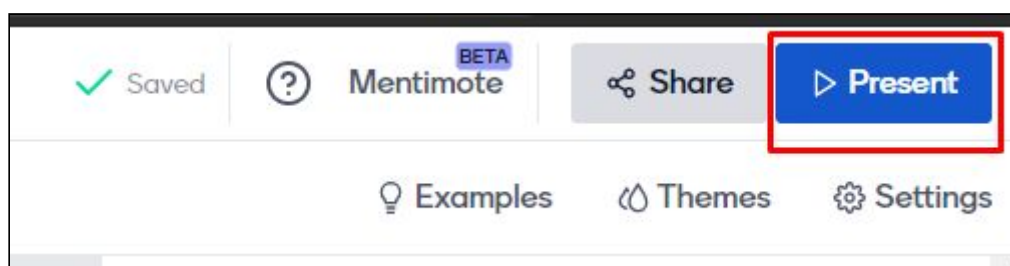 Saved
BETA
Mentimote
Share
Present
Examples
Themes
Settings